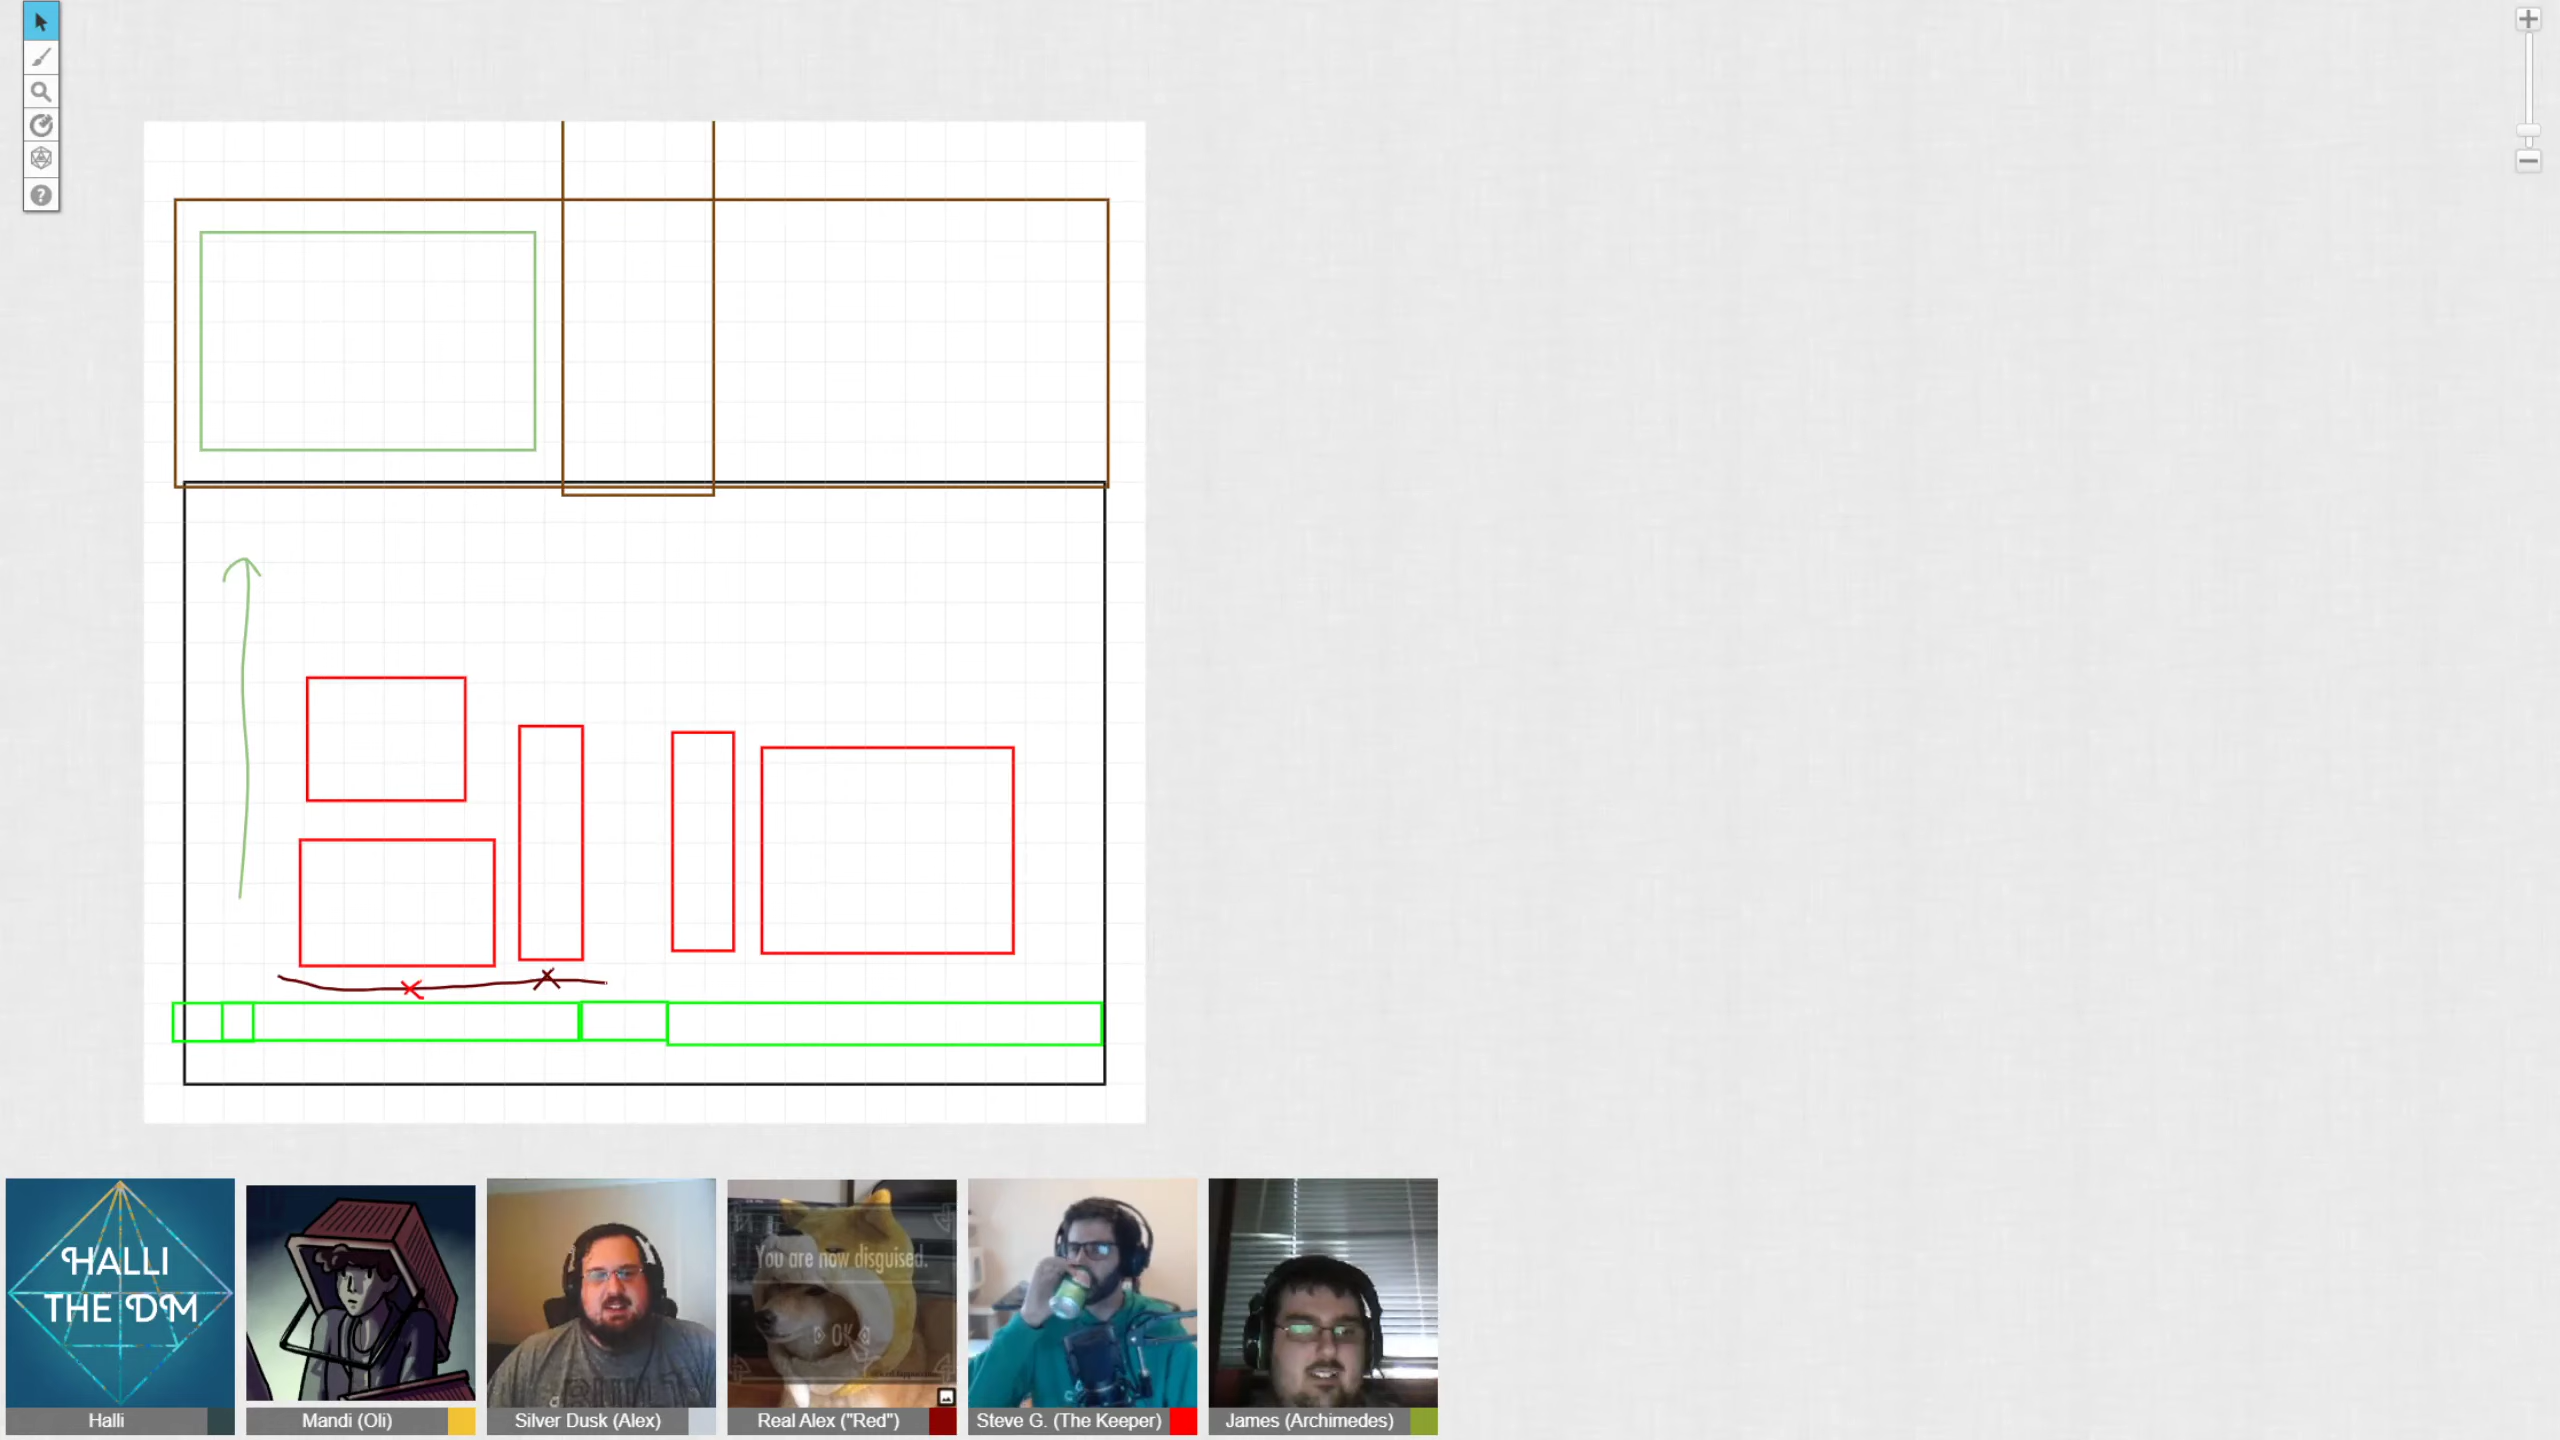 HALLI
THE DM
You are now disguised.
OK
Halli
Mandi (Oli)
Silver Dusk (Alex)
Real Alex ("Red")
Steve G. (The Keeper)
James (Archimedes)